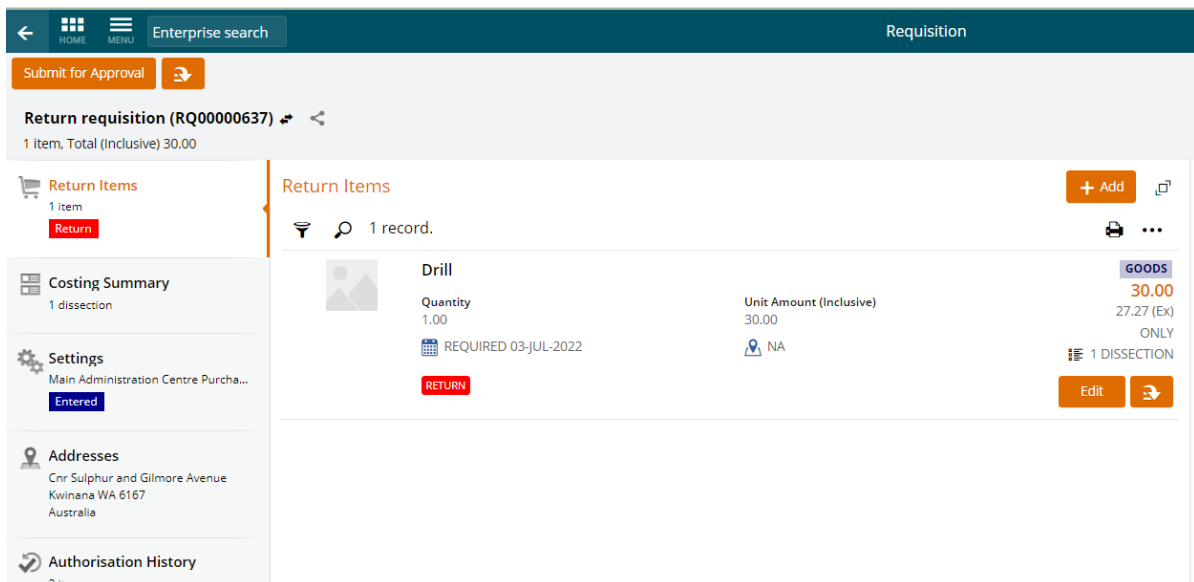 HOME
MENU
Enterprise search
Requisition
Submit for Approval
Return requisition (RQ00000637)
1 item, Total (Inclusive) 30.00
Return Items
1 item
Return
Costing Summary
1 dissection
Settings
Main Administration Centre Purcha...
Entered
Addresses
Cnr Sulphur and Gilmore Avenue
Kwinana WA 6167
Australia
Authorisation History
Return Items
+ Add
1 record.
Drill
GOODS
Quantity
Unit Amount (Inclusive)
30.00
1.00
30.00
27.27 (Ex)
REQUIRED 03-JUL-2022
NA
ONLY
1 DISSECTION
RETURN
Edit